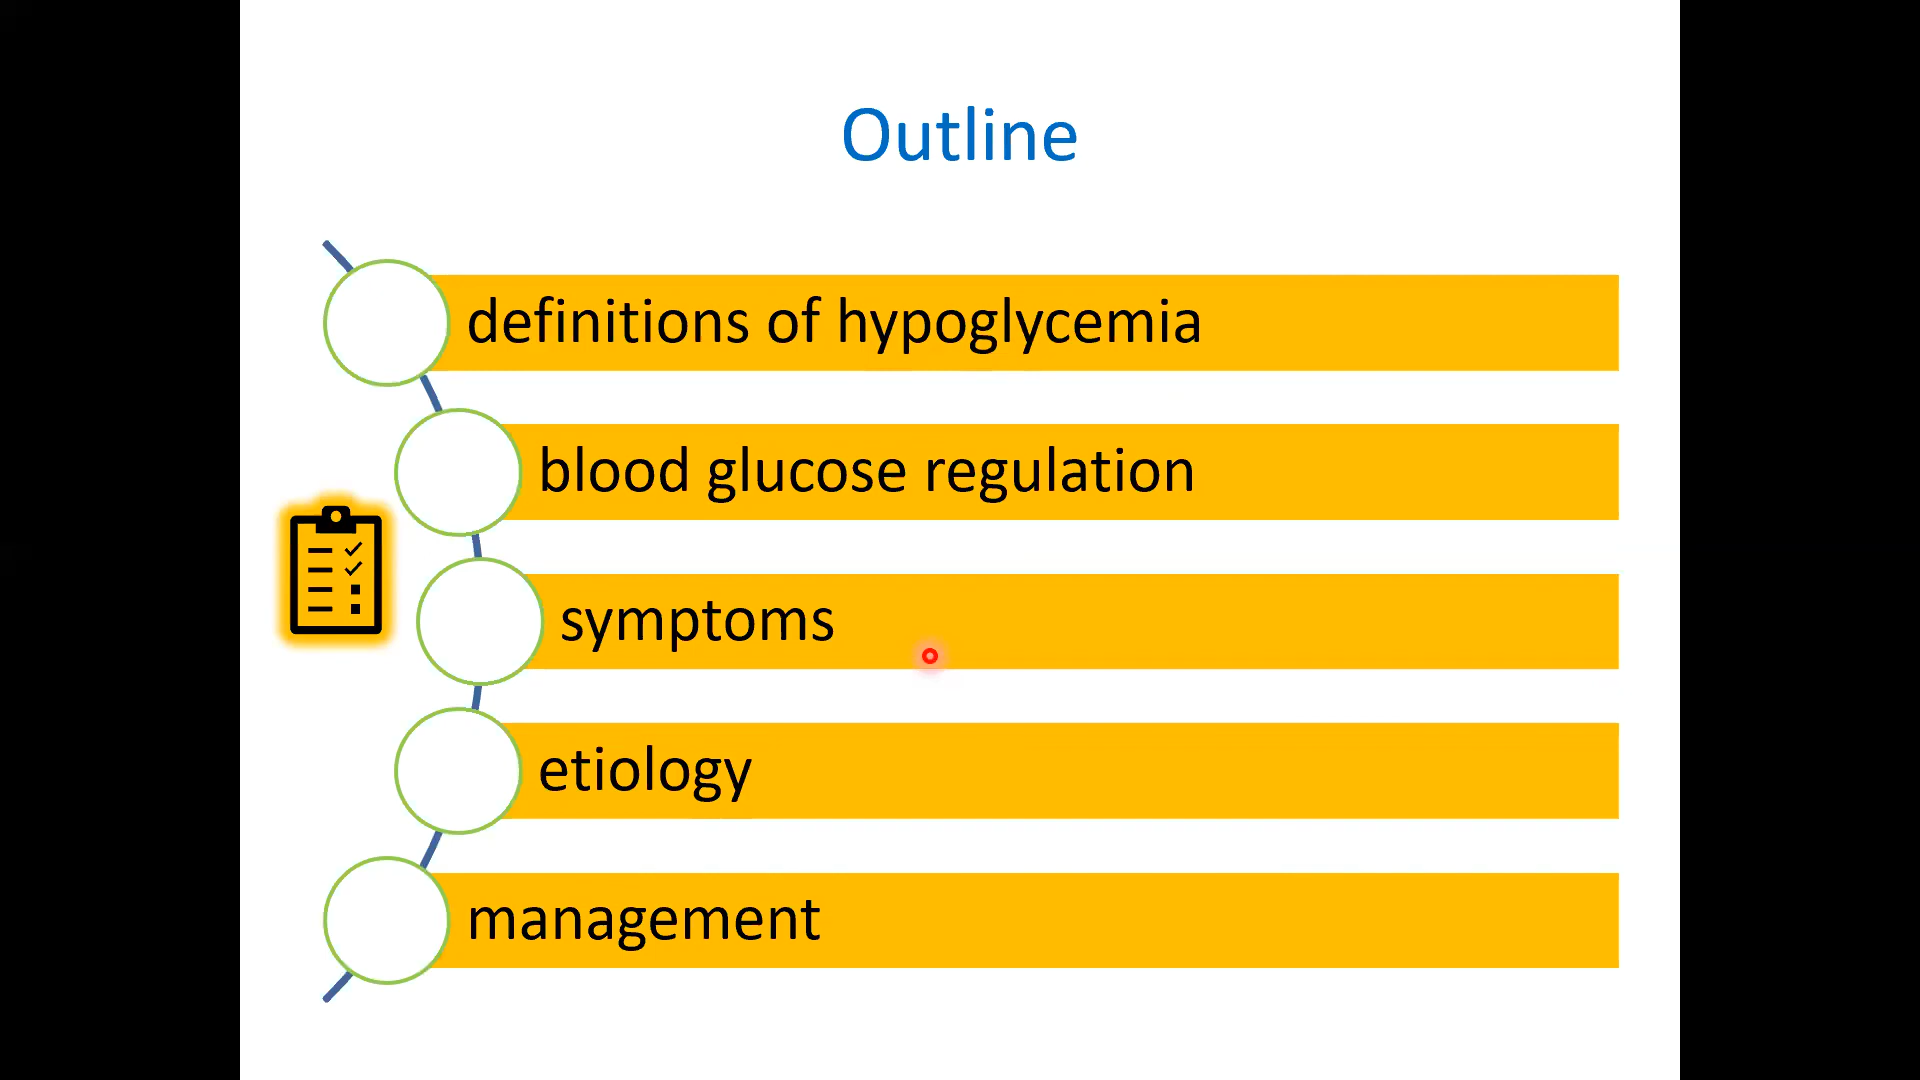 Outline
definitions of hypoglycemia
blood glucose regulation
symptoms
etiology
management